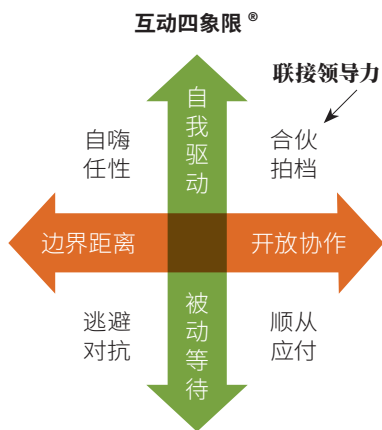 互动四象限®
联接领导力
自我驱动
自嗨
任性
合伙
拍档
边界距离
开放协作
被动等待
逃避
对抗
顺从
应付